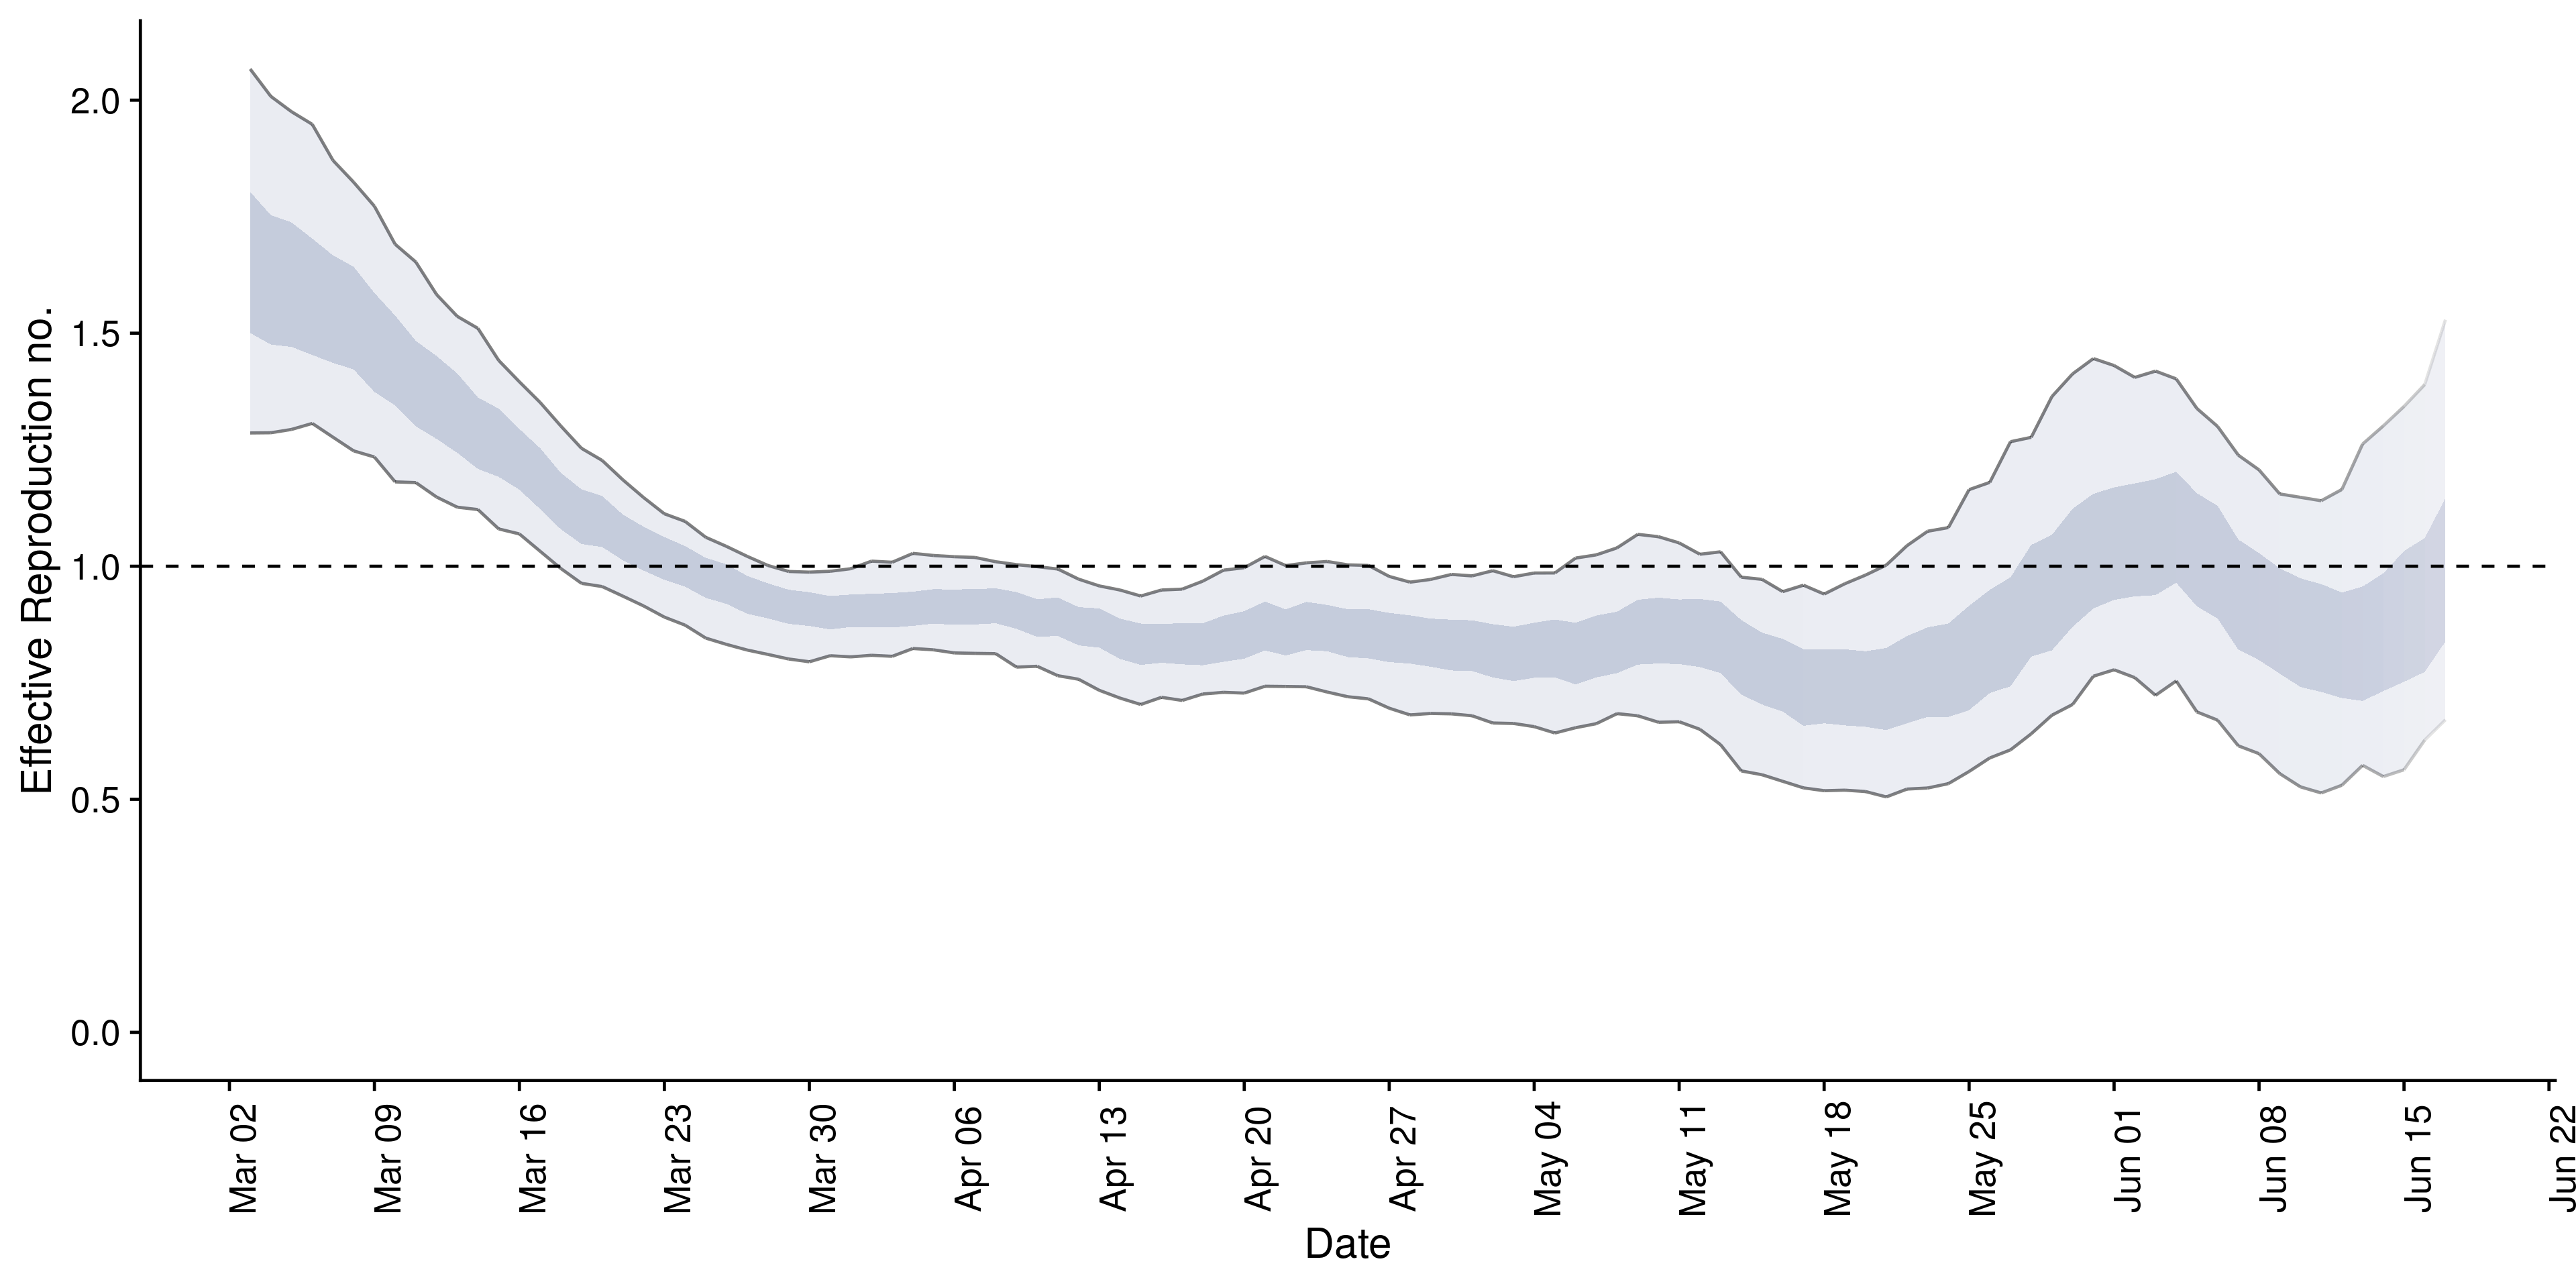 Effective Reproduction no.
2.0
1.5
1.0
0.5
0.0
Mar 02
Mar 09
Mar 16
Mar 23
Mar 30
Apr 06
Apr 13
Apr 20
Apr 27
May 04
May 11
May 18
May 25
Jun 01
Jun 08
Jun 15
Jun 22
Date